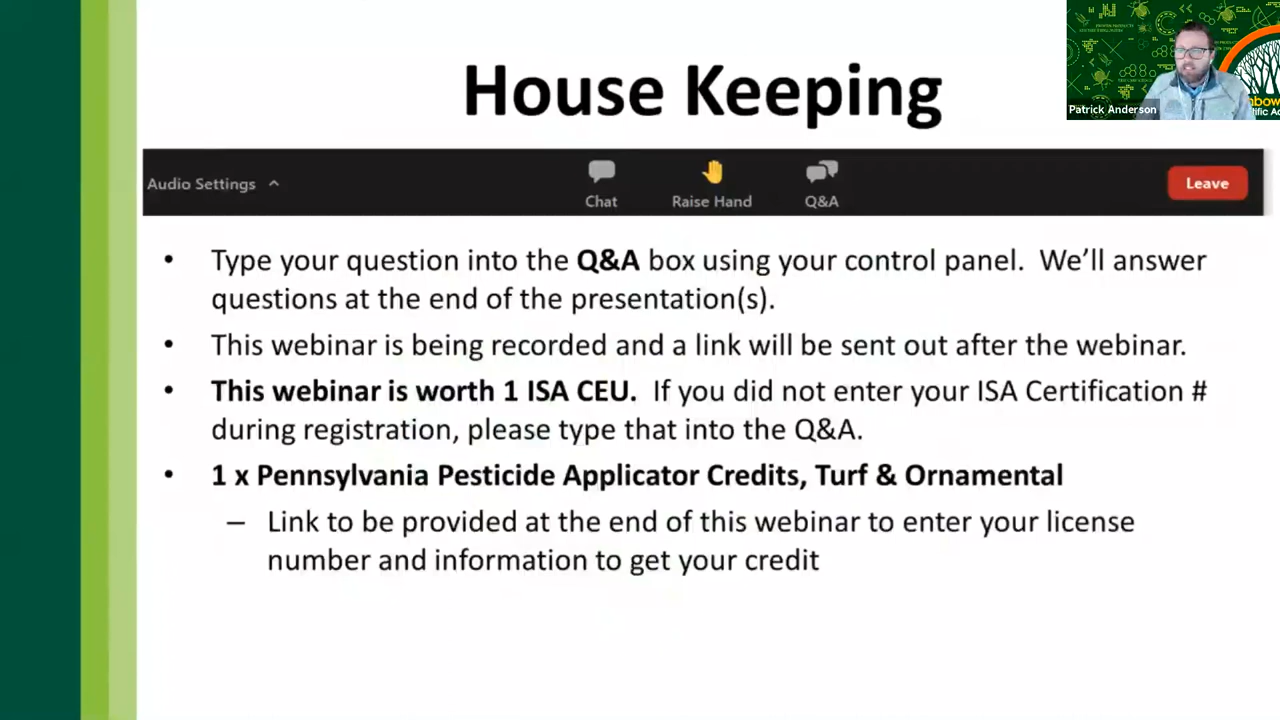 House Keeping
Patrick Anderson
Audio Settings
Chat
Raise Hand
Q&A
Leave
• Type your question into the Q&A box using your control panel.  We’ll answer
questions at the end of the presentation(s).
• This webinar is being recorded and a link will be sent out after the webinar.
• This webinar is worth 1 ISA CEU.  If you did not enter your ISA Certification #
during registration, please type that into the Q&A.
• 1 x Pennsylvania Pesticide Applicator Credits, Turf & Ornamental
– Link to be provided at the end of this webinar to enter your license
number and information to get your credit